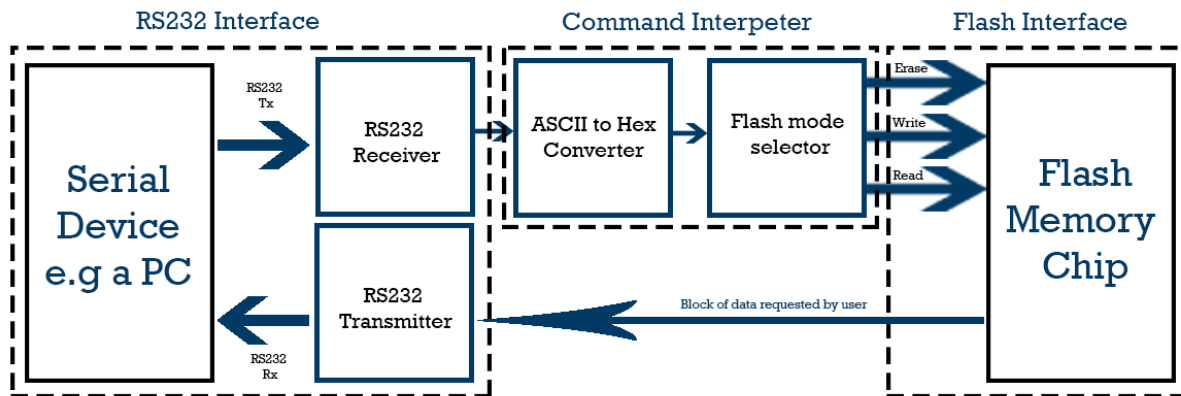 RS232 Interface
Command Interpeter
Flash Interface
Serial
Device
e.g a PC
RS232
Tx
RS232
Receiver
ASCII to Hex
Converter
Flash mode
selector
Erase
Write
Read
Flash
Memory
Chip
RS232
Transmitter
RS232
Rx
Block of data requested by user